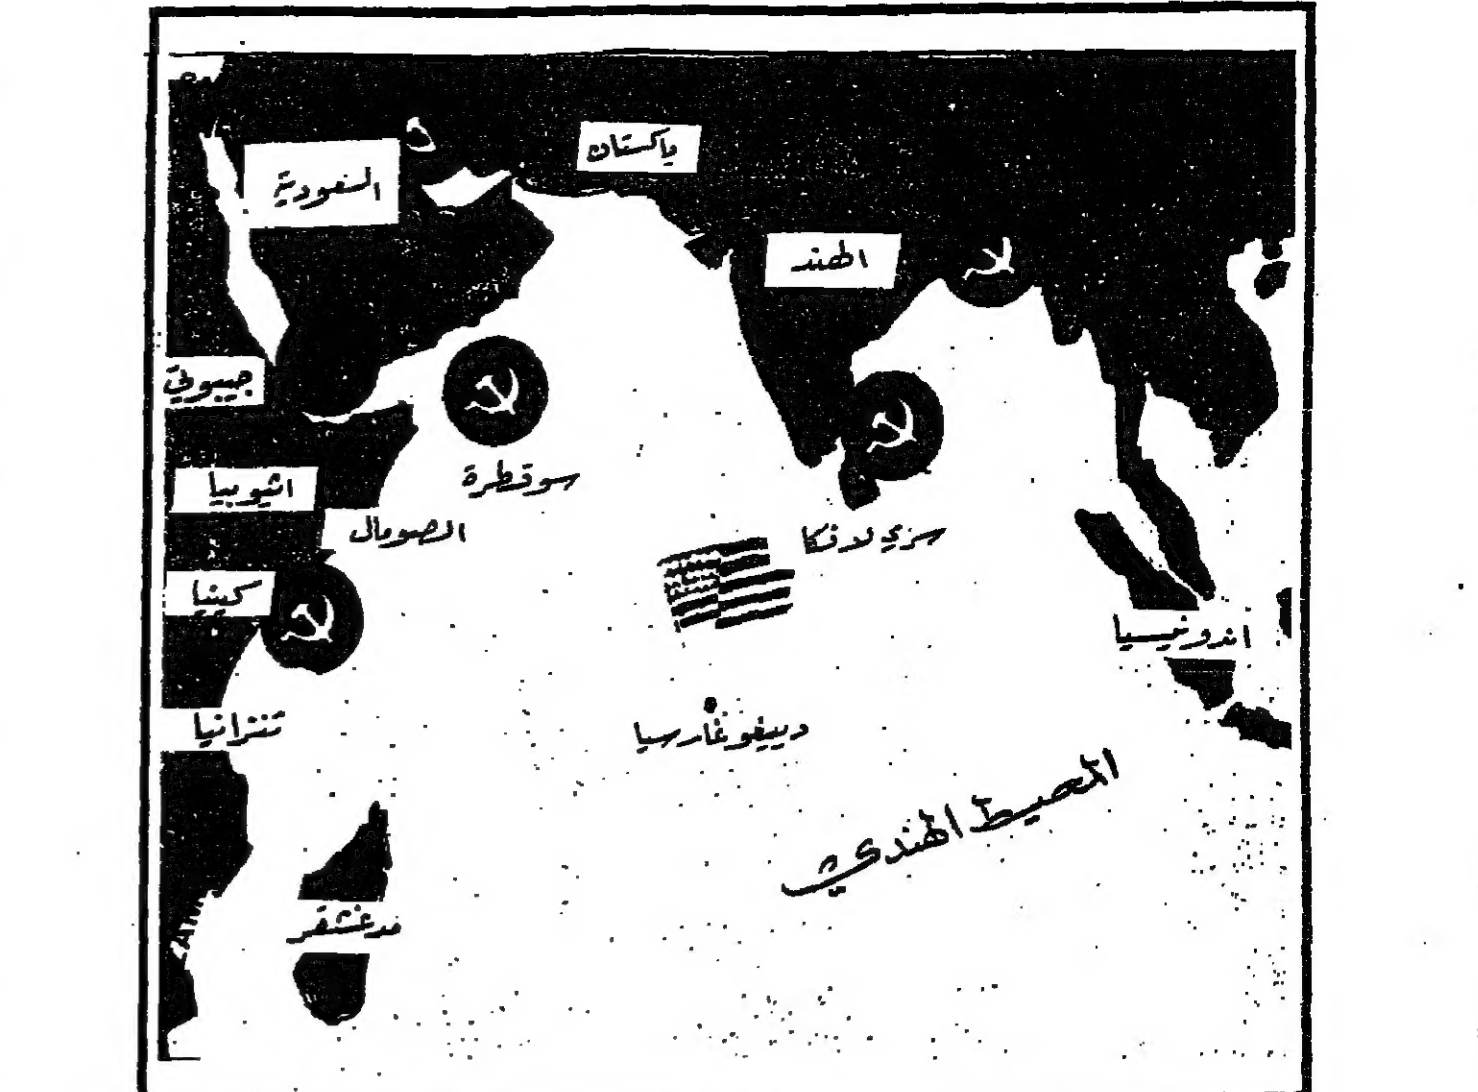 باكستان
السعودية
الهند
جيبوتي
اثيوبيا
سوقطرة
الصومال
سري لانكا
كينيا
اندونيسيا
تنزانيا
دييغو غارسيا
المحيط الهندي
مدغشقر